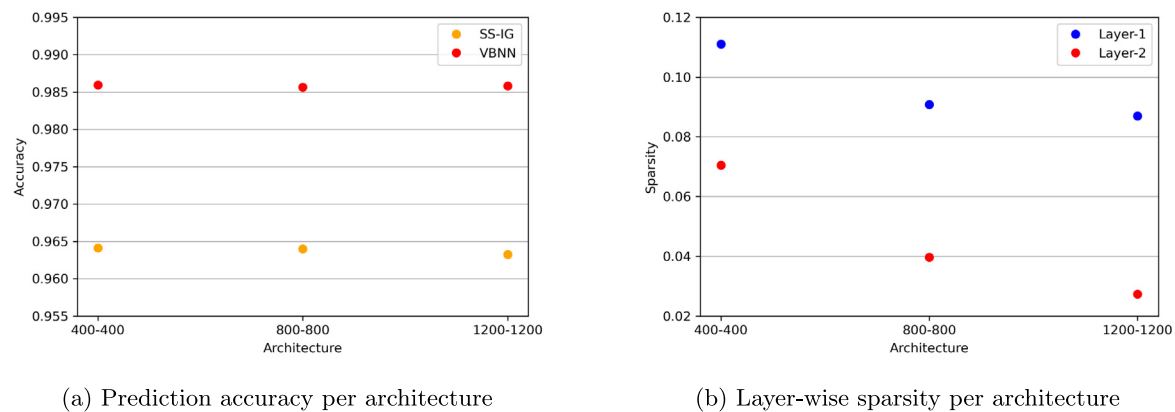 0.995
0.990
0.985
0.980
0.975
0.970
0.965
0.960
0.955
Accuracy
SS-IG
VBNN
400-400
800-800
1200-1200
Architecture
(a) Prediction accuracy per architecture
0.12
0.10
0.08
0.06
0.04
0.02
Sparsity
Layer-1
Layer-2
400-400
800-800
1200-1200
Architecture
(b) Layer-wise sparsity per architecture